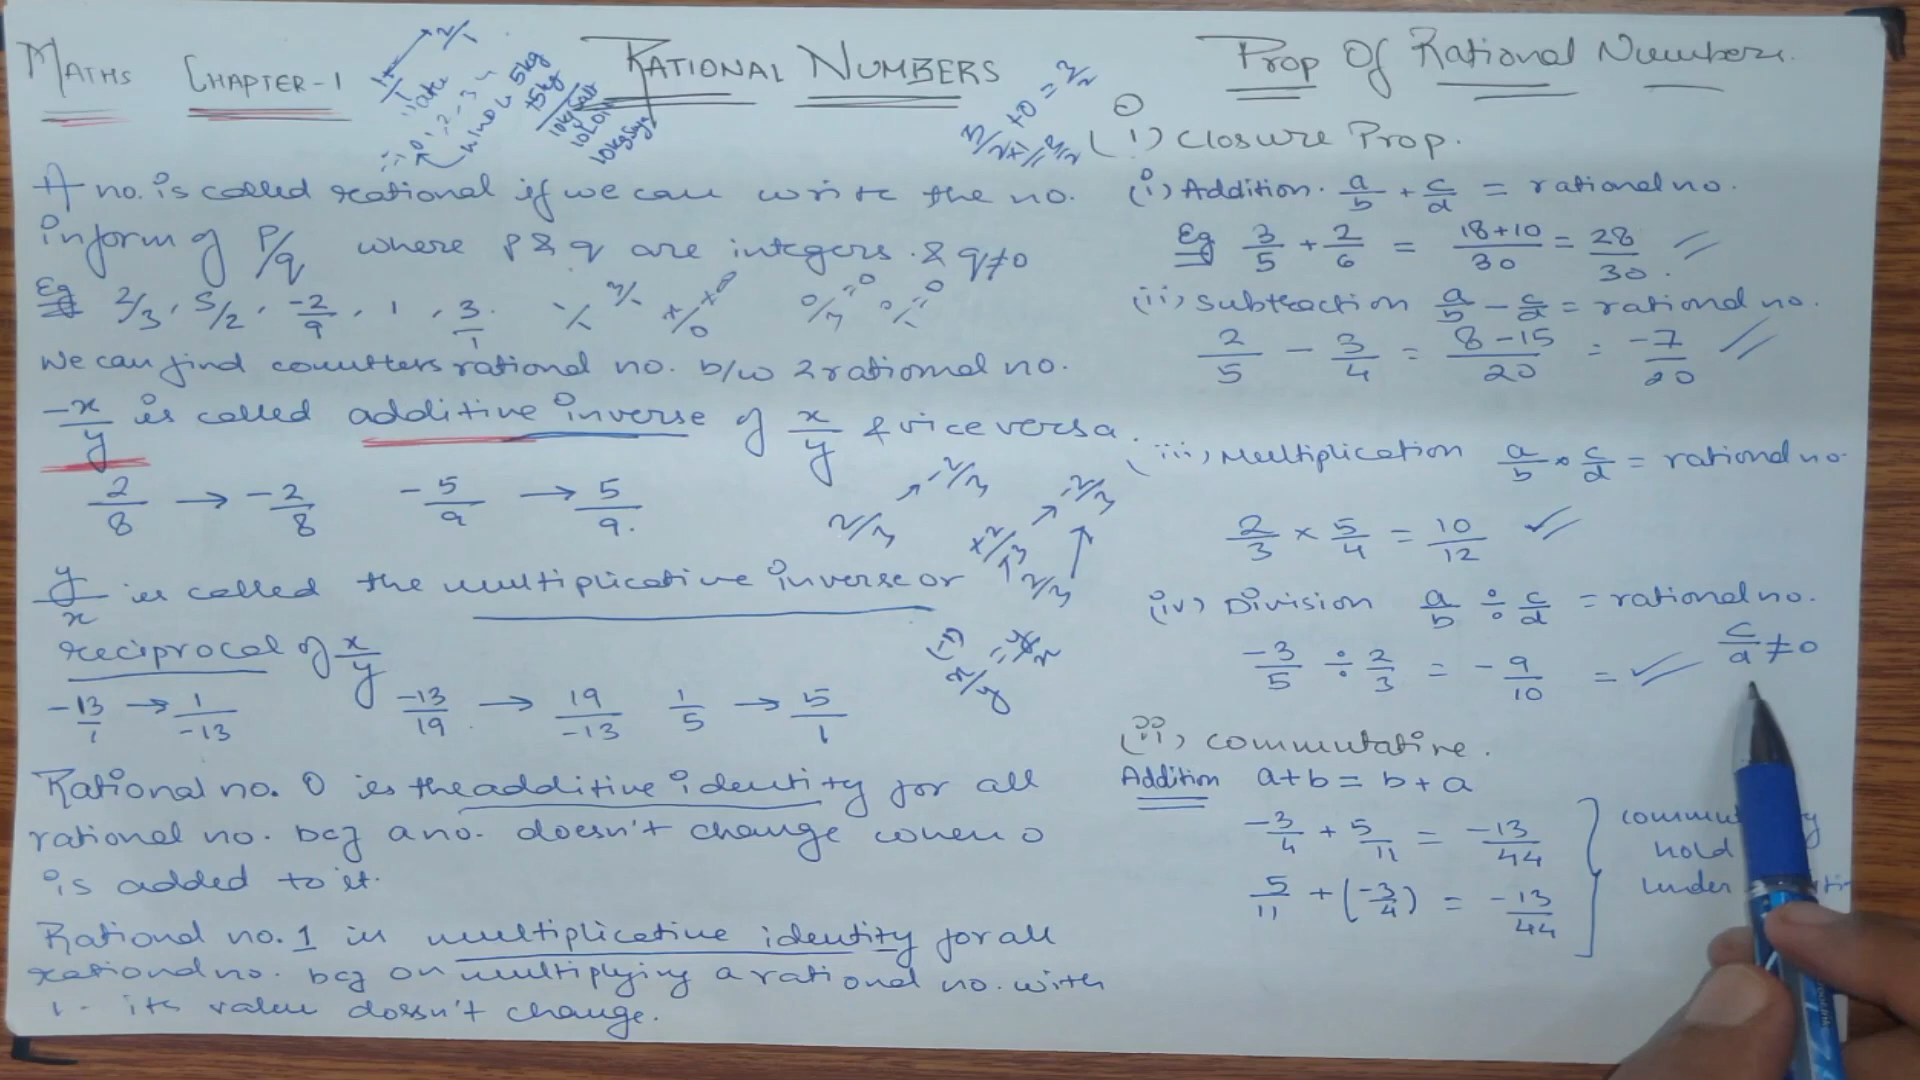 MATHS CHAPTER-1 RATIONAL NUMBERS
A no. is called rational if we can write the no.
in form of P/q where P & q are integers. & q≠0
Eg 2/3, 5/2, -2/9, 1, 3/1
We can find countless rational no. b/w 2 rational no.
-x/y is called additive inverse of x/y & vice versa.
2/8 → -2/8 -5/9 → 5/9.
y/x is called the multiplicative inverse or
reciprocal of x/y
-13/1 → 1/-13 -13/19 → 19/-13 1/5 → 5/1
Rational no. 0 is the additive identity for all
rational no. bcz a no. doesn't change when 0
is added to it.
Rational no. 1 is multiplicative identity for all
rational no. bcz on multiplying a rational no. with
1 - its value doesn't change.
Prop Of Rational Numbers.
(i) Closure Prop.
(i) Addition. a/b + c/d = rational no.
Eg 3/5 + 2/6 = 18+10/30 = 28/30.
(ii) Subtraction a/b - c/d = rational no.
2/5 - 3/4 = 8-15/20 = -7/20
(iii) Multiplication a/b • c/d = rational no.
2/3 × 5/4 = 10/12
(iv) Division a/b ÷ c/d = rational no.
-3/5 ÷ 2/3 = -9/10 = c/d ≠ 0
(ii) Commutative.
Addition a+b = b+a
-3/4 + 5/11 = -13/44
5/11 + (-3/4) = -13/44
hold
under